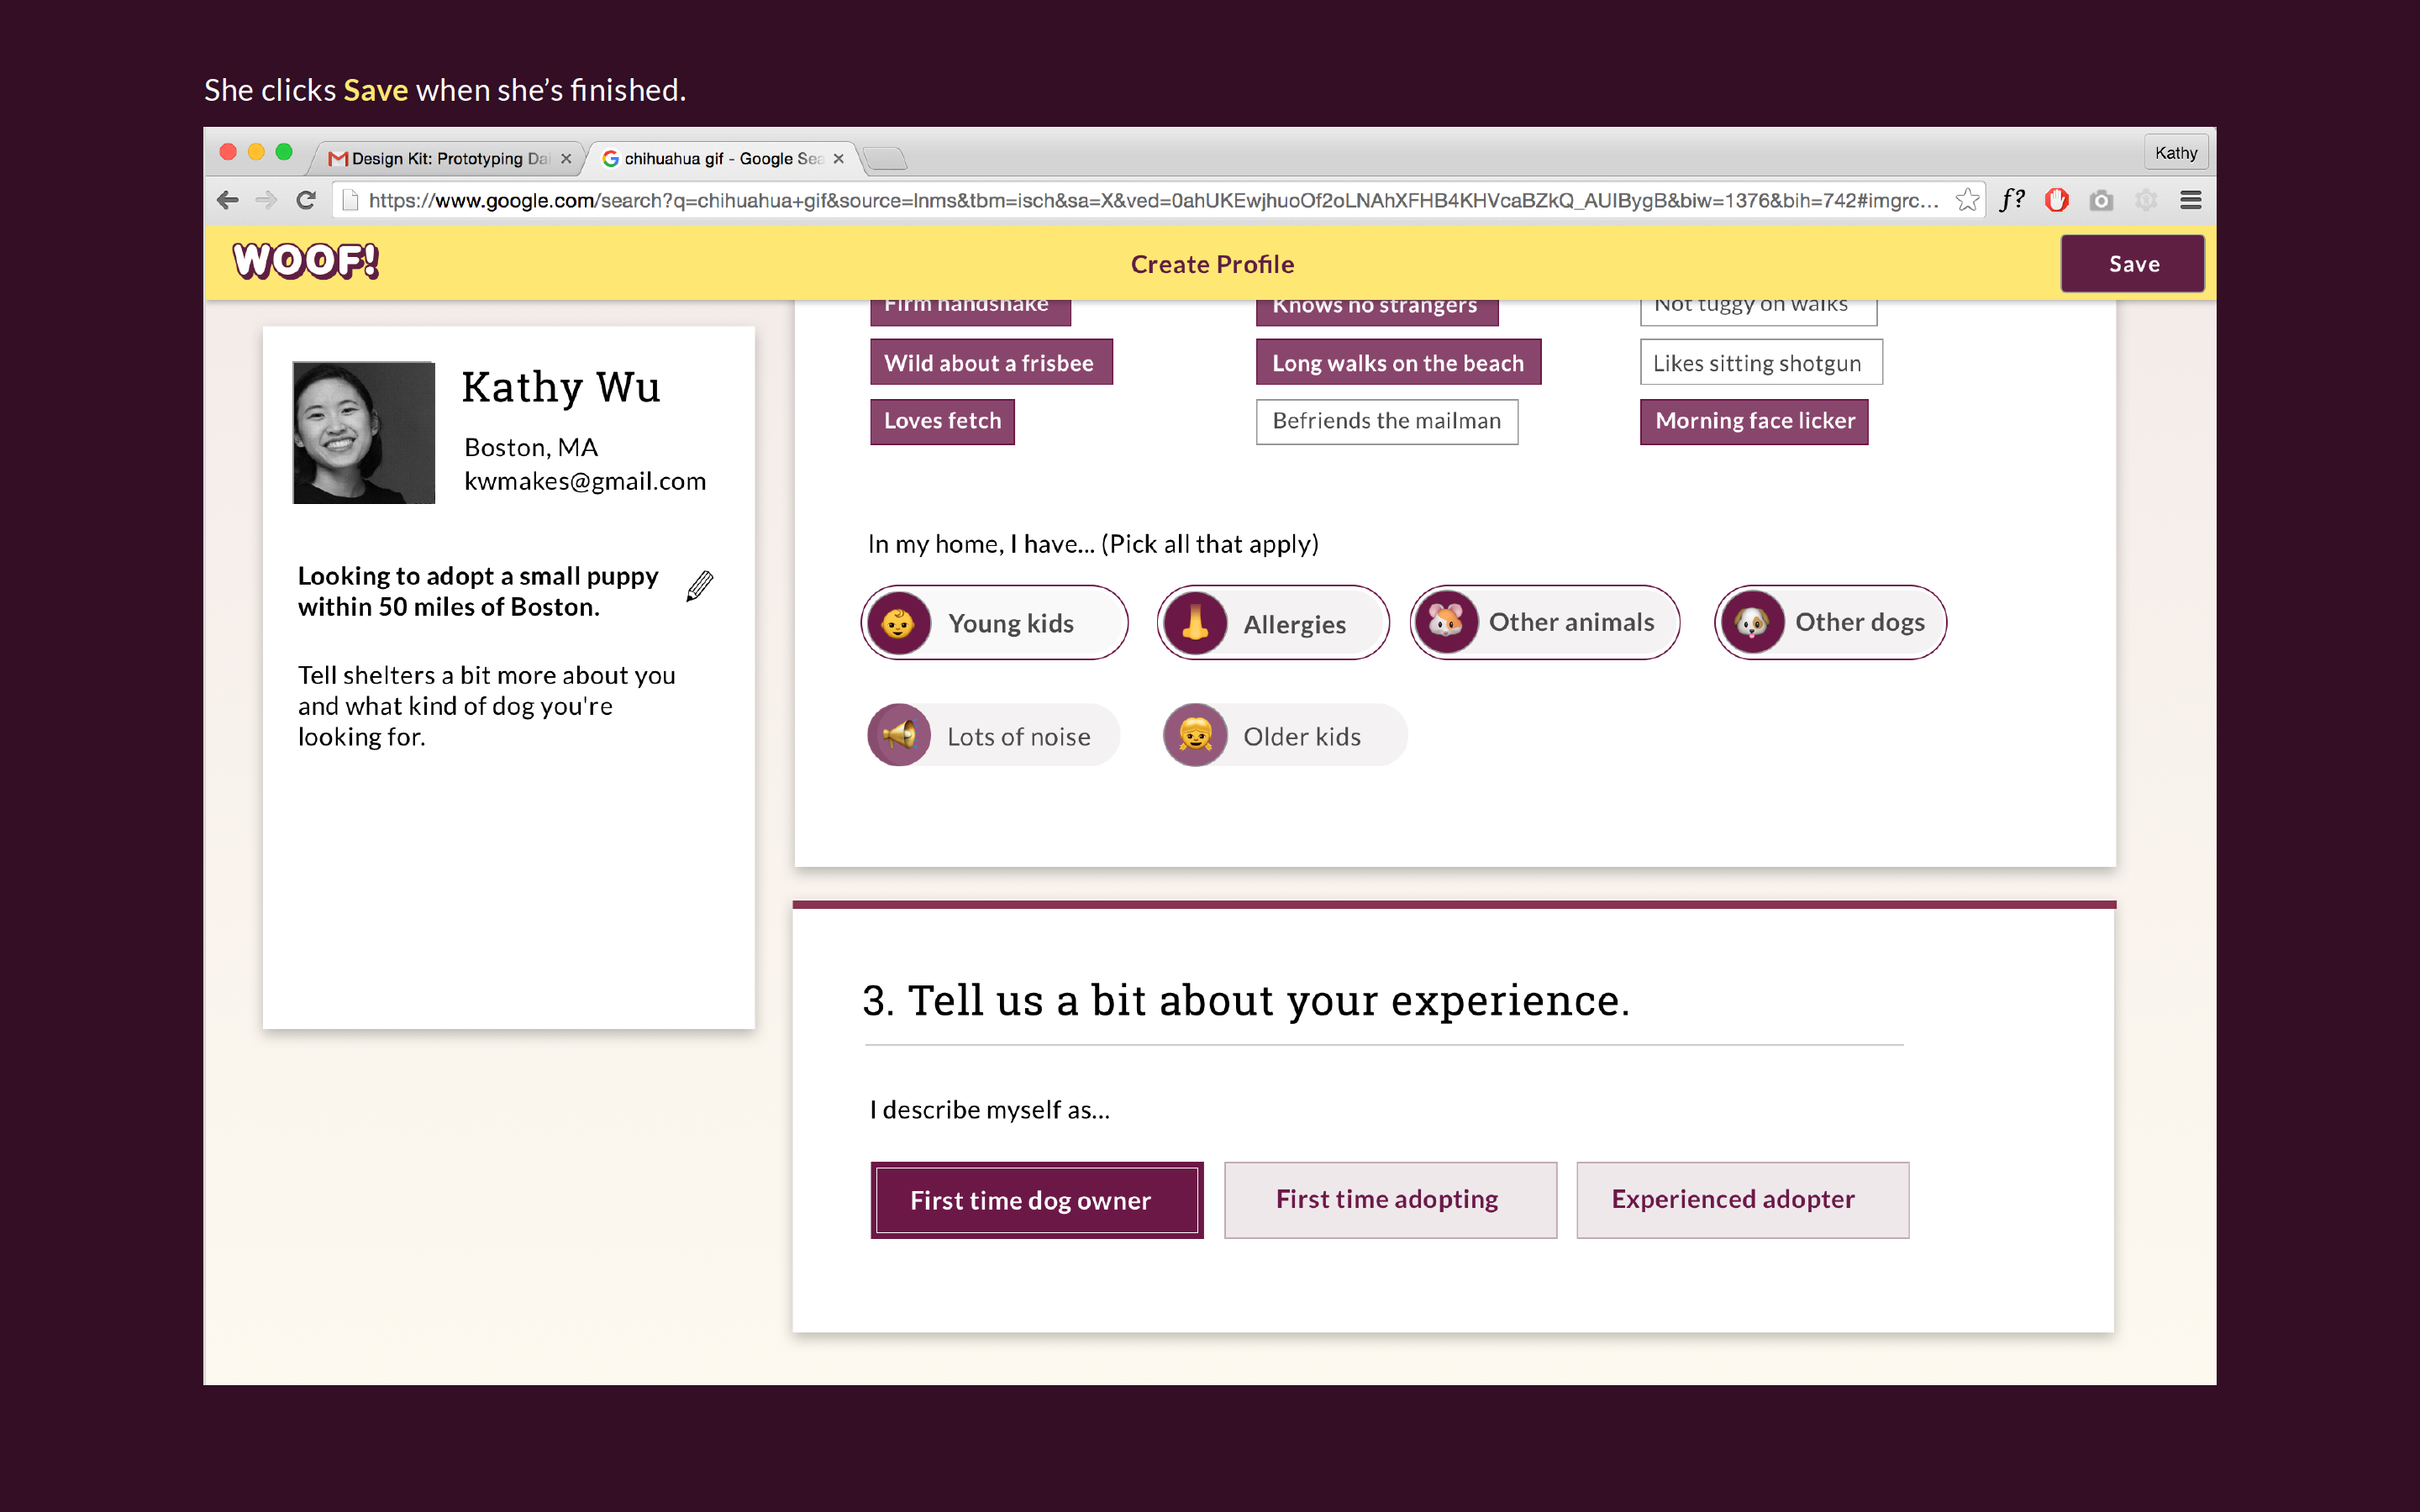 She clicks Save when she's finished.
Design Kit: Prototyping Dai
chihuahua gif - Google Sea
Kathy
https://www.google.com/search?q=chihuahua+gif&source=lnms&tbm=isch&sa=X&ved=0ahUKEwjhuoOf2oLNAhXFHB4KHVcaBZkQ_AUIBygB&biw=1376&bih=742#imgrc...
f?
WOOF!
Create Profile
Save
Firm handshake
Knows no strangers
Not tuggy on walks
Wild about a frisbee
Long walks on the beach
Likes sitting shotgun
Loves fetch
Befriends the mailman
Morning face licker
Kathy Wu
Boston, MA
kwmakes@gmail.com
Looking to adopt a small puppy
within 50 miles of Boston.
Tell shelters a bit more about you
and what kind of dog you're
looking for.
In my home, I have... (Pick all that apply)
Young kids
Allergies
Other animals
Other dogs
Lots of noise
Older kids
3. Tell us a bit about your experience.
I describe myself as...
First time dog owner
First time adopting
Experienced adopter